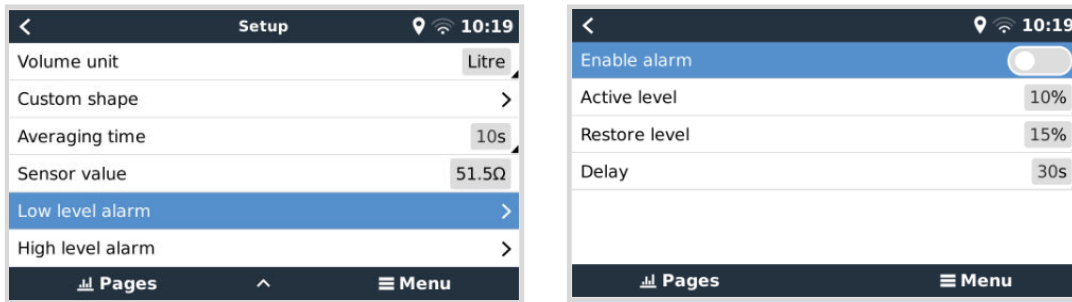 Setup 10:19
Volume unit Litre
Custom shape
Averaging time 10s
Sensor value 51.5Ω
Low level alarm
High level alarm
Pages Menu
10:19
Enable alarm
Active level 10%
Restore level 15%
Delay 30s
Pages Menu